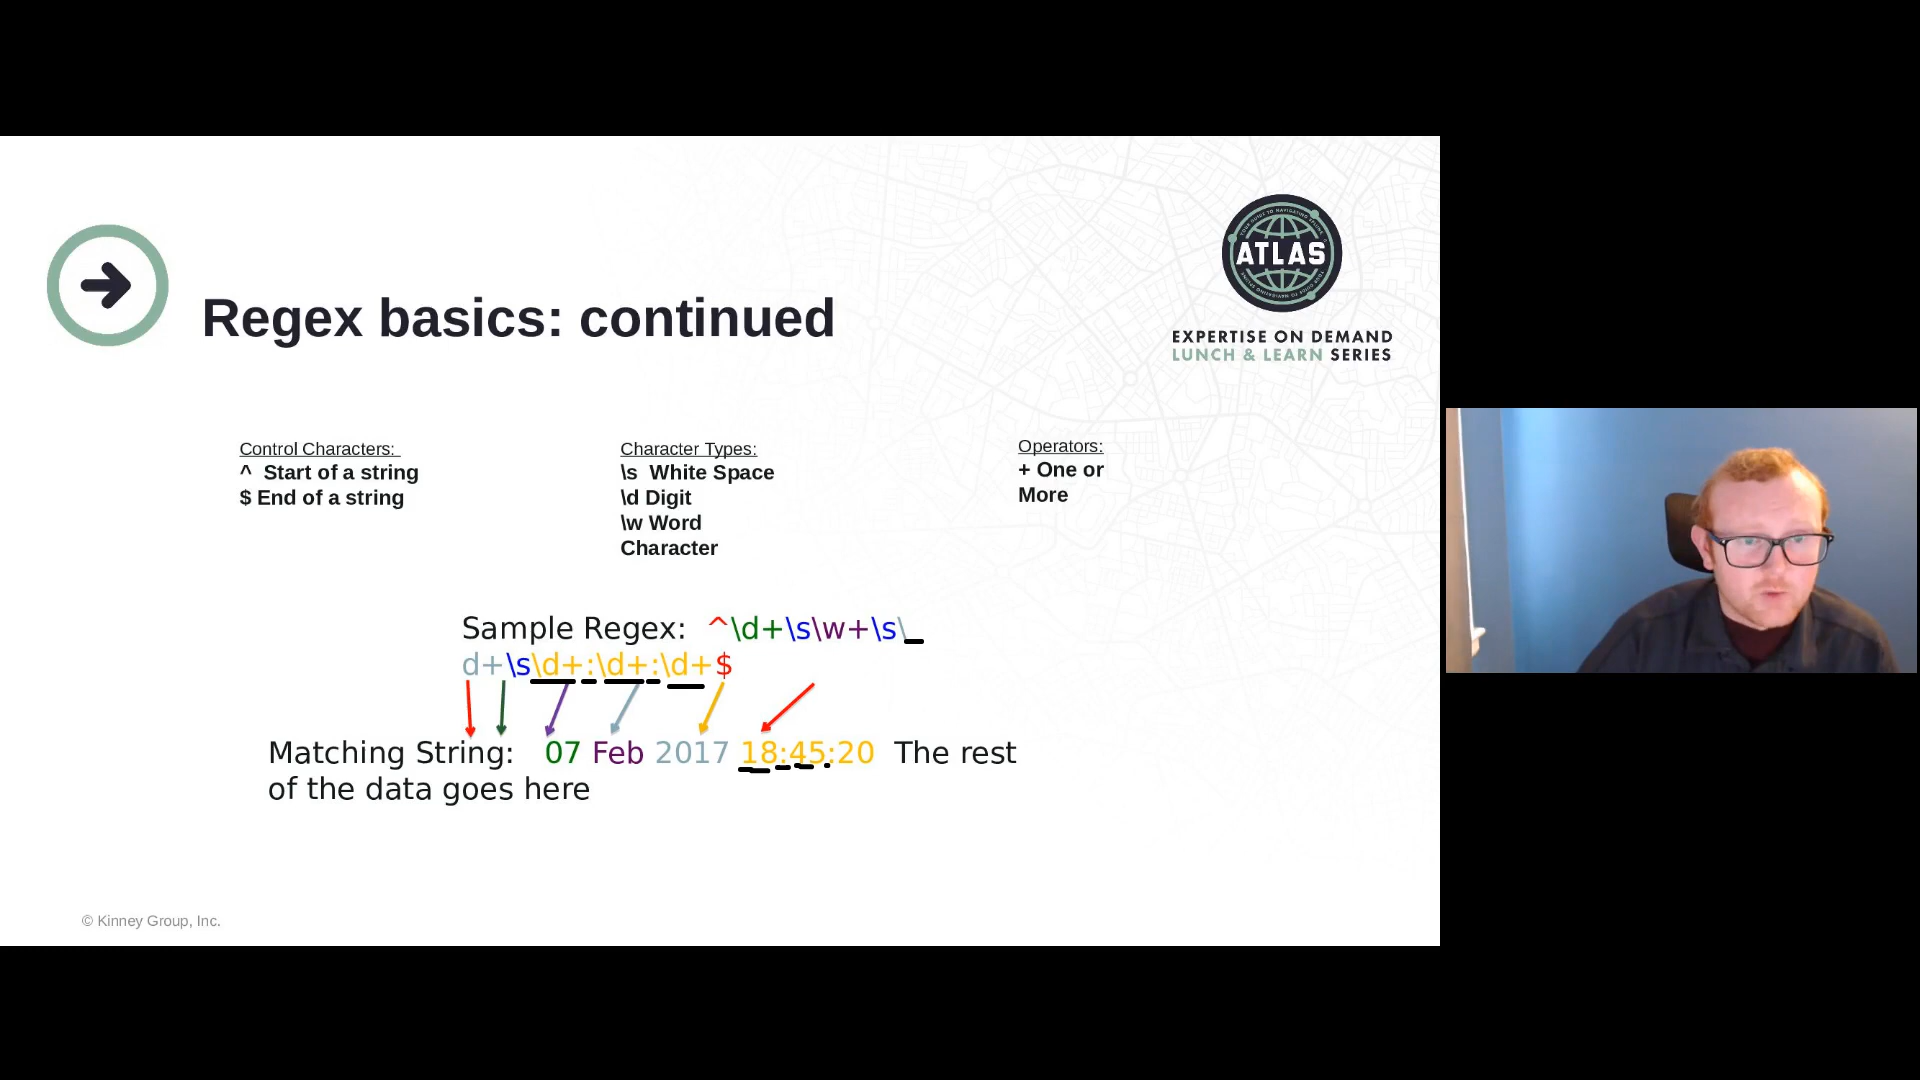 ATLAS
EXPERTISE ON DEMAND
LUNCH & LEARN SERIES
Regex basics: continued
Control Characters:
^ Start of a string
$ End of a string
Character Types:
\s White Space
\d Digit
\w Word
Character
Operators:
+ One or
More
Sample Regex: ^\d+\s\w+\s\
d+\s\d+:\d+:\d+$
Matching String: 07 Feb 2017 18:45:20 The rest
of the data goes here
© Kinney Group, Inc.